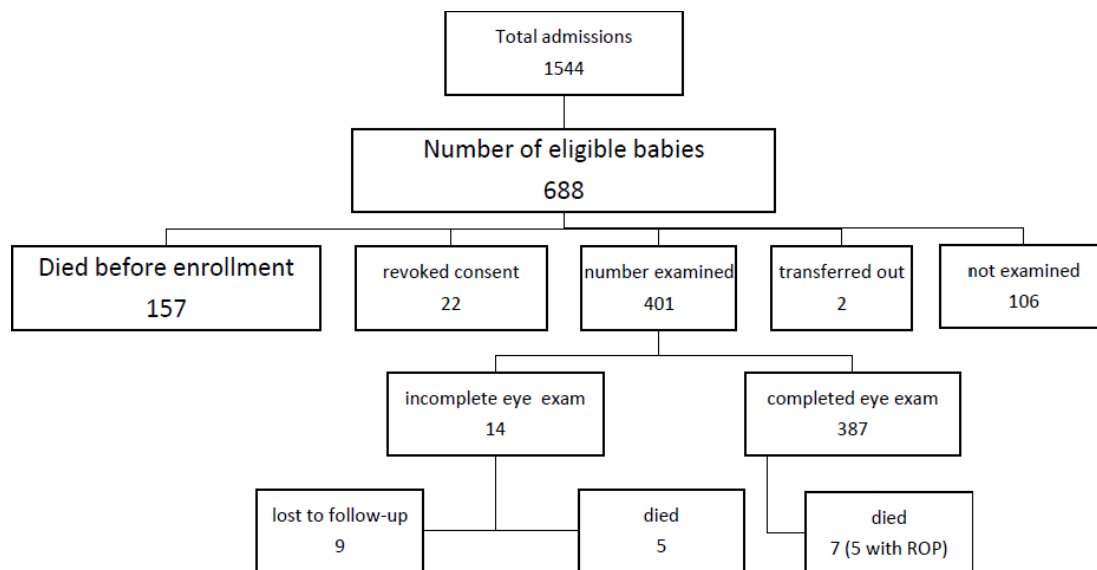 Total admissions
1544
Number of eligible babies
688
Died before enrollment
157
revoked consent
22
number examined
401
transferred out
2
not examined
106
incomplete eye exam
14
completed eye exam
387
lost to follow-up
9
died
5
died
7 (5 with ROP)